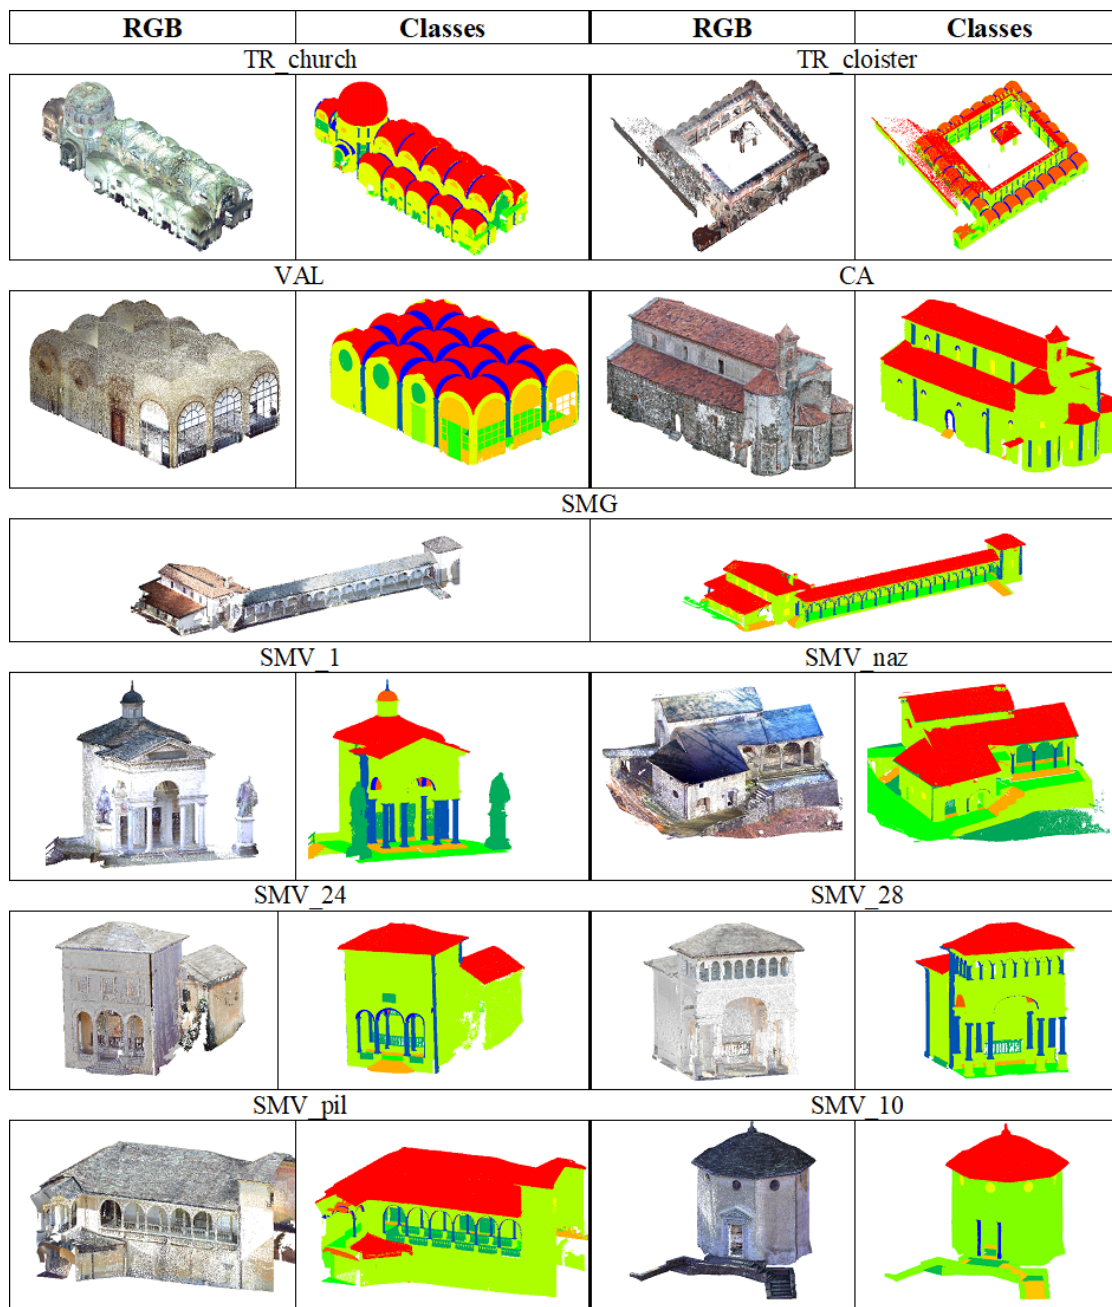 RGB Classes RGB Classes
TR_church TR_cloister
VAL CA
SMG
SMV_1 SMV_naz
SMV_24 SMV_28
SMV_pil SMV_10